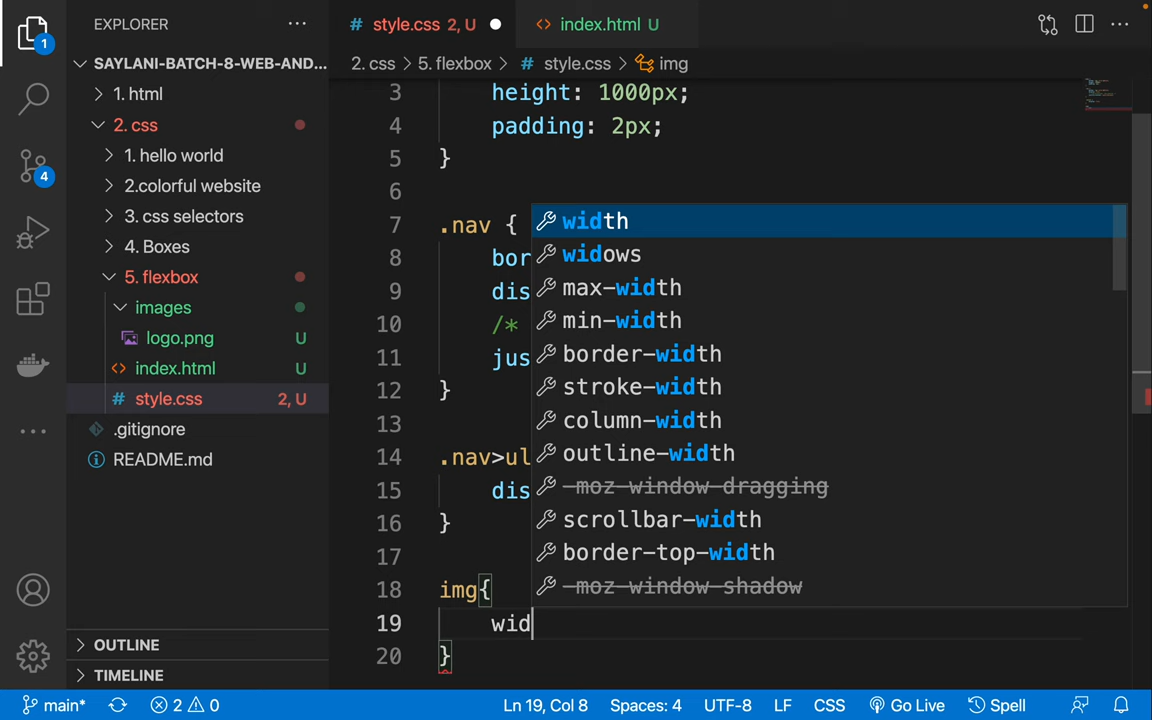 EXPLORER
1
SAYLANI-BATCH-8-WEB-AND...
1. html
2. css
1. hello world
2.colorful website
3. css selectors
4. Boxes
5. flexbox
images
logo.png U
index.html U
style.css 2, U
.gitignore
README.md
4
OUTLINE
TIMELINE
# style.css 2, U
<> index.html U
2. css > 5. flexbox > # style.css > img
3 height: 1000px;
4 padding: 2px;
5 }
6
7 .nav {
8 bor
9 dis
10 /*
11 jus
12 }
13
14 .nav>ul
15 dis
16 }
17
18 img{
19 wid
20 }
width
widows
max-width
min-width
border-width
stroke-width
column-width
outline-width
-moz-window-dragging
scrollbar-width
border-top-width
-moz-window-shadow
main* 2 0 Ln 19, Col 8 Spaces: 4 UTF-8 LF CSS Go Live Spell